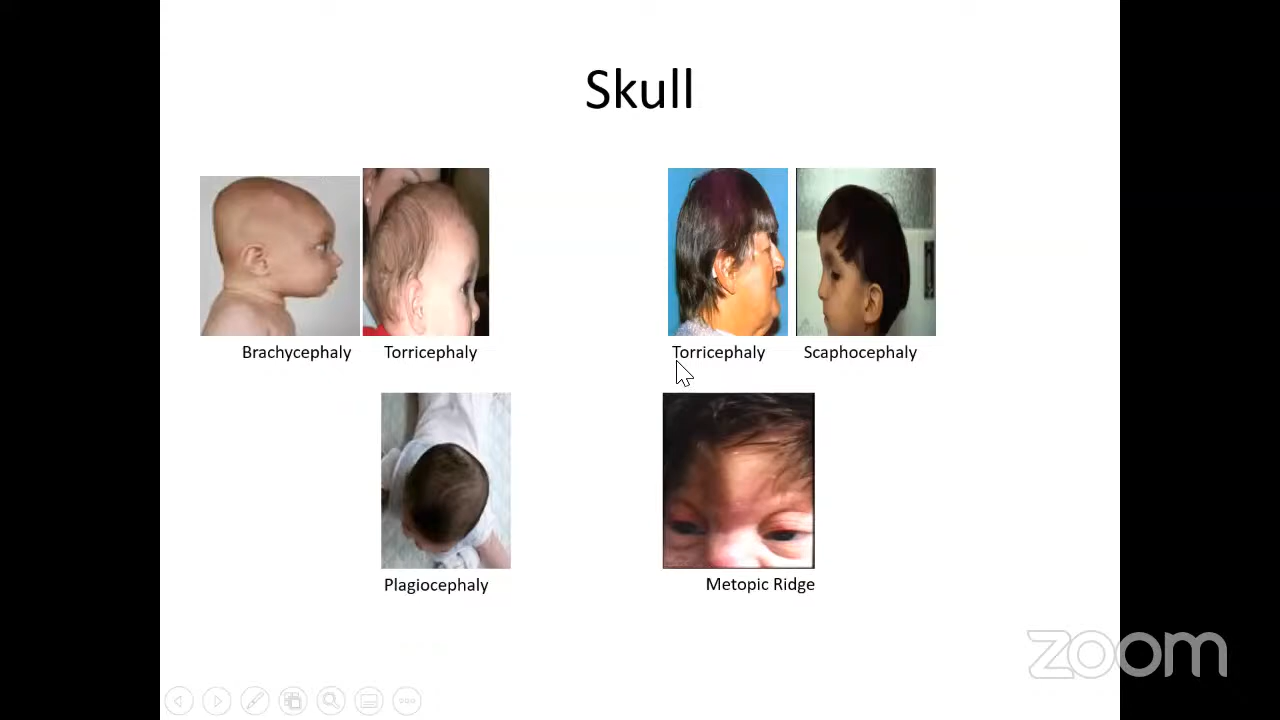 Skull
Brachycephaly
Torricephaly
Torricephaly
Scaphocephaly
Plagiocephaly
Metopic Ridge
zoom